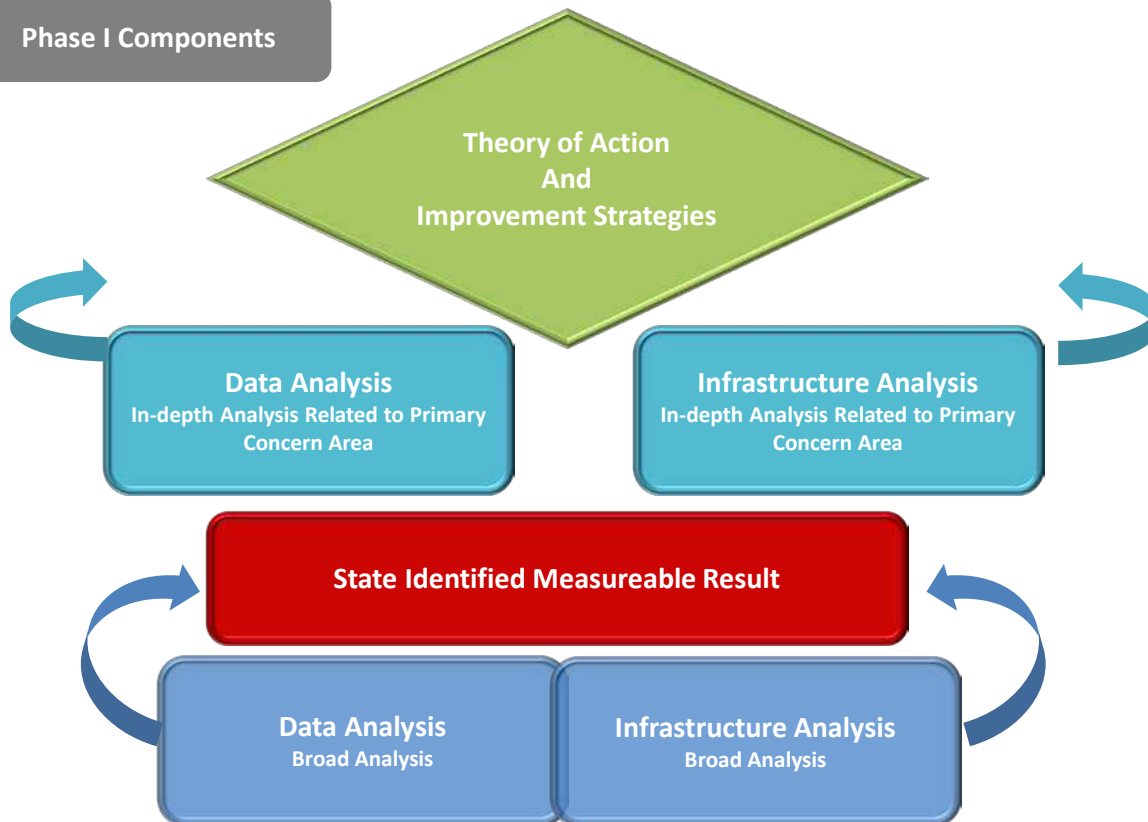 Phase I Components
Theory of Action
And
Improvement Strategies
Data Analysis
In-depth Analysis Related to Primary
Concern Area
Infrastructure Analysis
In-depth Analysis Related to Primary
Concern Area
State Identified Measureable Result
Data Analysis
Broad Analysis
Infrastructure Analysis
Broad Analysis